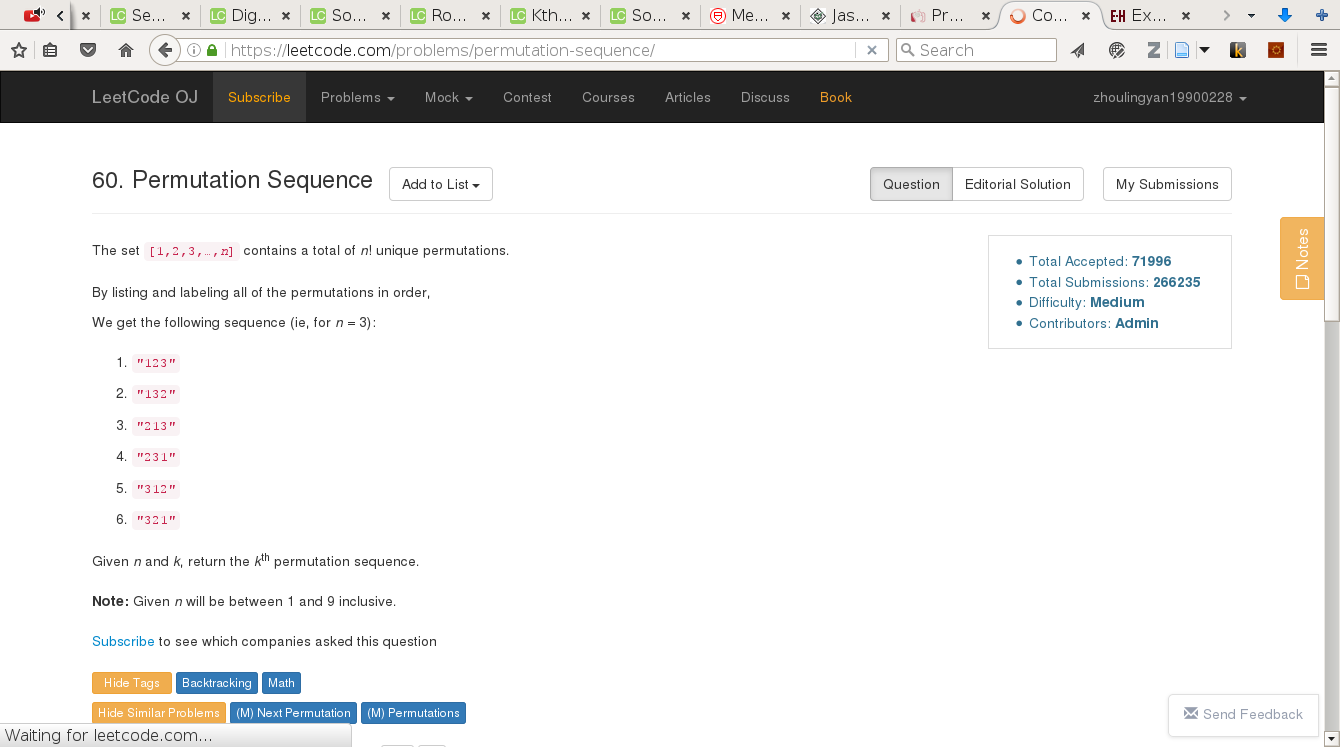 Se... Dig... So... Ro... Kth... So... Me... Jas... Pr... Co... Ex...
https://leetcode.com/problems/permutation-sequence/ Search
LeetCode OJ Subscribe Problems Mock Contest Courses Articles Discuss Book zhoulingyan19900228
60. Permutation Sequence Add to List Question Editorial Solution My Submissions
The set [1,2,3,…,n] contains a total of n! unique permutations.
By listing and labeling all of the permutations in order,
We get the following sequence (ie, for n = 3):
1. "123"
2. "132"
3. "213"
4. "231"
5. "312"
6. "321"
Given n and k, return the kth permutation sequence.
Note: Given n will be between 1 and 9 inclusive.
Subscribe to see which companies asked this question
Hide Tags Backtracking Math
Hide Similar Problems (M) Next Permutation (M) Permutations
Total Accepted: 71996
Total Submissions: 266235
Difficulty: Medium
Contributors: Admin
Notes
Send Feedback
Waiting for leetcode.com...